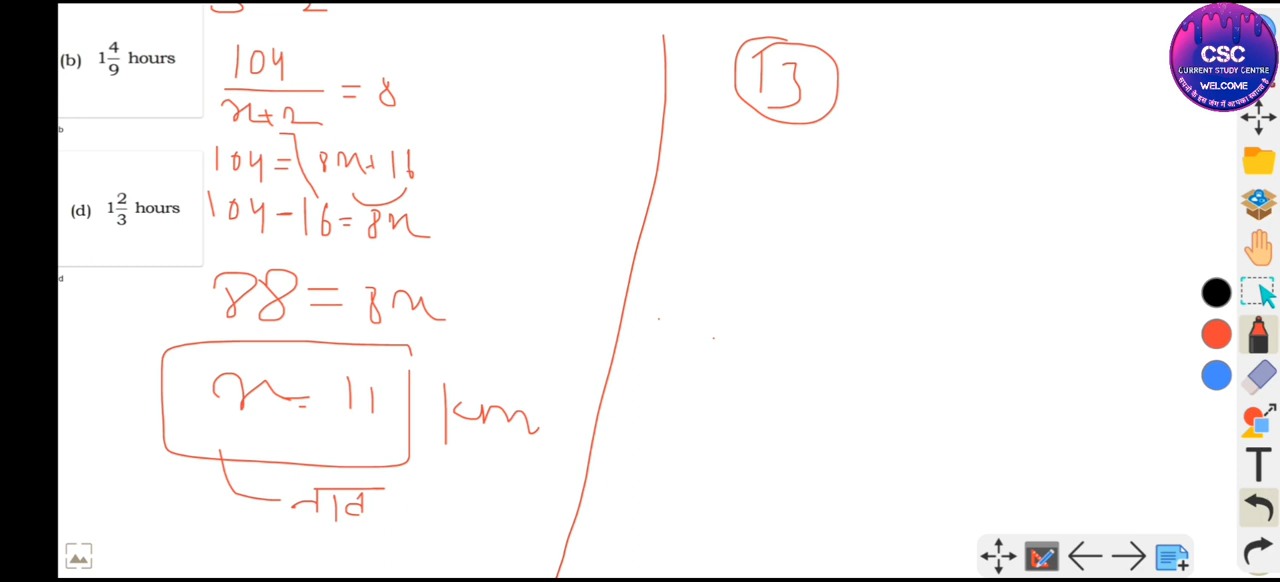 (b) 1 4/9 hours
b
(d) 1 2/3 hours
d
104/(x+2) = 8
104 = 8x+16
104-16 = 8x
88 = 8x
x = 11 km
नाव
13
CSC
CURRENT STUDY CENTRE
WELCOME
T